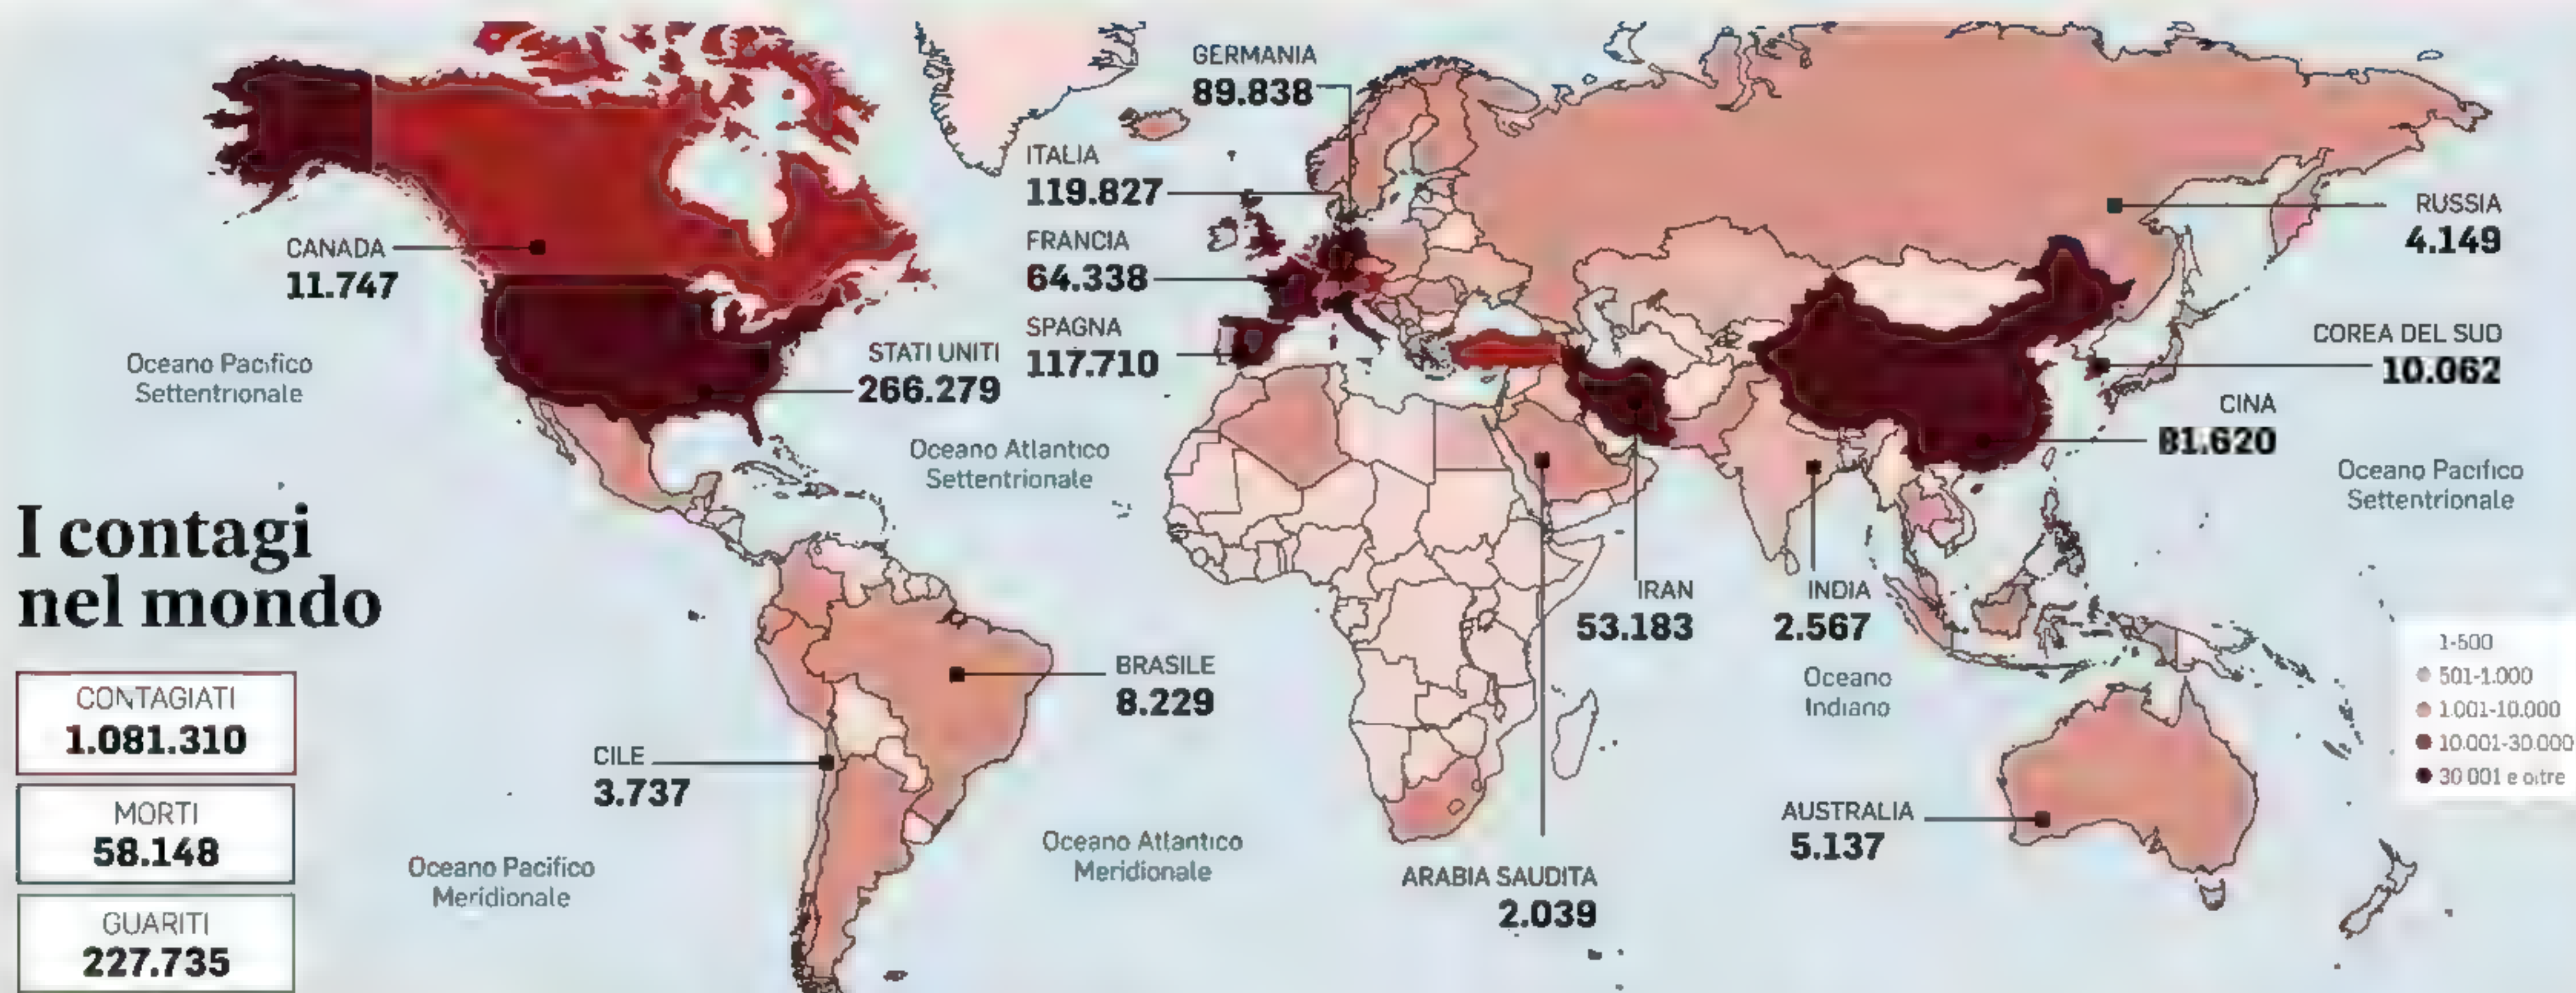 I contagi
nel mondo
CONTAGIATI
1.081.310
MORTI
58.148
GUARITI
227.735
CANADA
11.747
STATI UNITI
266.279
Oceano Pacifico
Settentrionale
Oceano Atlantico
Settentrionale
GERMANIA
89.838
ITALIA
119.827
FRANCIA
64.338
SPAGNA
117.710
RUSSIA
4.149
COREA DEL SUD
10.062
CINA
81.620
Oceano Pacifico
Settentrionale
IRAN
53.183
INDIA
2.567
Oceano
Indiano
BRASILE
8.229
CILE
3.737
Oceano Pacifico
Meridionale
Oceano Atlantico
Meridionale
ARABIA SAUDITA
2.039
AUSTRALIA
5.137
1-500
501-1.000
1.001-10.000
10.001-30.000
30 001 e oltre